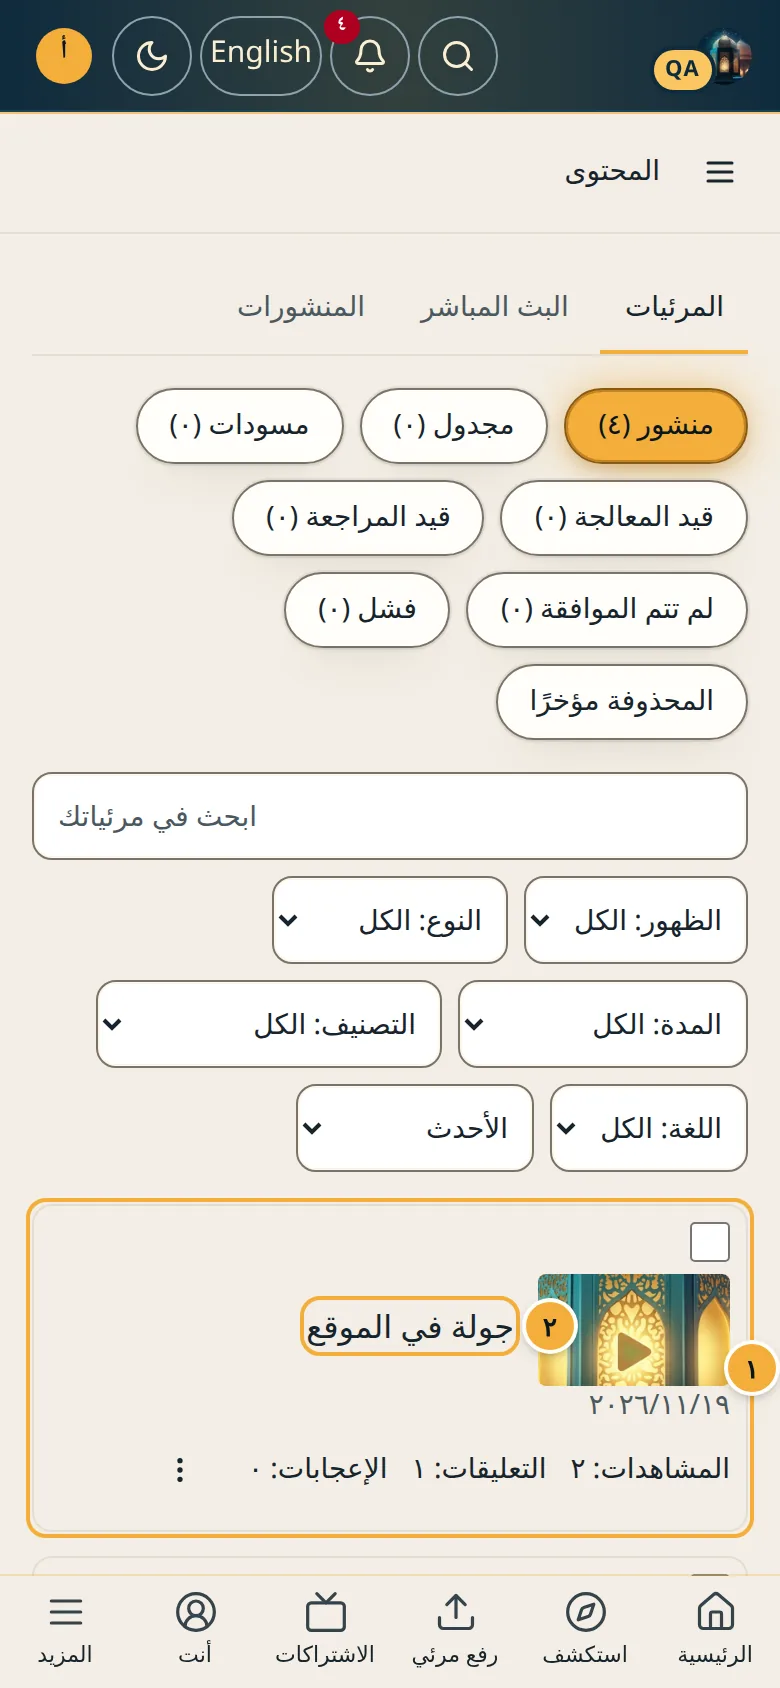 QA
٤
English
أ
المحتوى
المرئيات
البث المباشر
المنشورات
منشور (٤)
مجدول (٠)
مسودات (٠)
قيد المعالجة (٠)
قيد المراجعة (٠)
لم تتم الموافقة (٠)
فشل (٠)
المحذوفة مؤخرًا
ابحث في مرئياتك
الظهور: الكل
النوع: الكل
المدة: الكل
التصنيف: الكل
اللغة: الكل
الأحدث
١
٢
جولة في الموقع
٢٠٢٦/١١/١٩
المشاهدات: ٢ التعليقات: ١ الإعجابات: ٠
الرئيسية
استكشف
رفع مرئي
الاشتراكات
أنت
المزيد